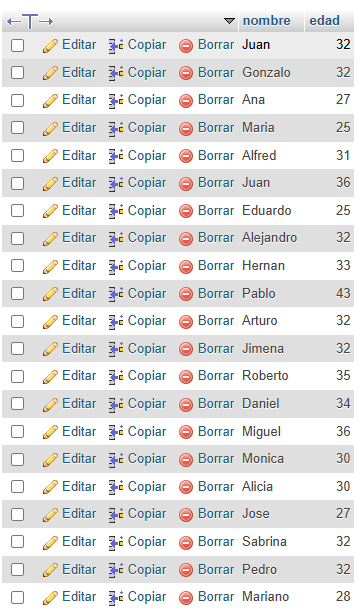 nombre edad
Editar Copiar Borrar Juan 32
Editar Copiar Borrar Gonzalo 32
Editar Copiar Borrar Ana 27
Editar Copiar Borrar Maria 25
Editar Copiar Borrar Alfred 31
Editar Copiar Borrar Juan 36
Editar Copiar Borrar Eduardo 25
Editar Copiar Borrar Alejandro 32
Editar Copiar Borrar Hernan 33
Editar Copiar Borrar Pablo 43
Editar Copiar Borrar Arturo 32
Editar Copiar Borrar Jimena 32
Editar Copiar Borrar Roberto 35
Editar Copiar Borrar Daniel 34
Editar Copiar Borrar Miguel 36
Editar Copiar Borrar Monica 30
Editar Copiar Borrar Alicia 30
Editar Copiar Borrar Jose 27
Editar Copiar Borrar Sabrina 32
Editar Copiar Borrar Pedro 32
Editar Copiar Borrar Mariano 28